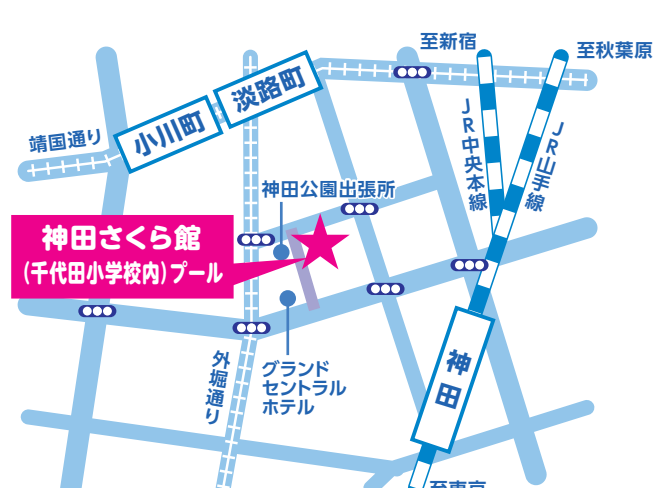 至新宿
至秋葉原
淡路町
小川町
靖国通り
JR中央本線
JR山手線
神田公園出張所
神田さくら館
(千代田小学校内)プール
外堀通り
グランド
セントラル
ホテル
神田
至東京